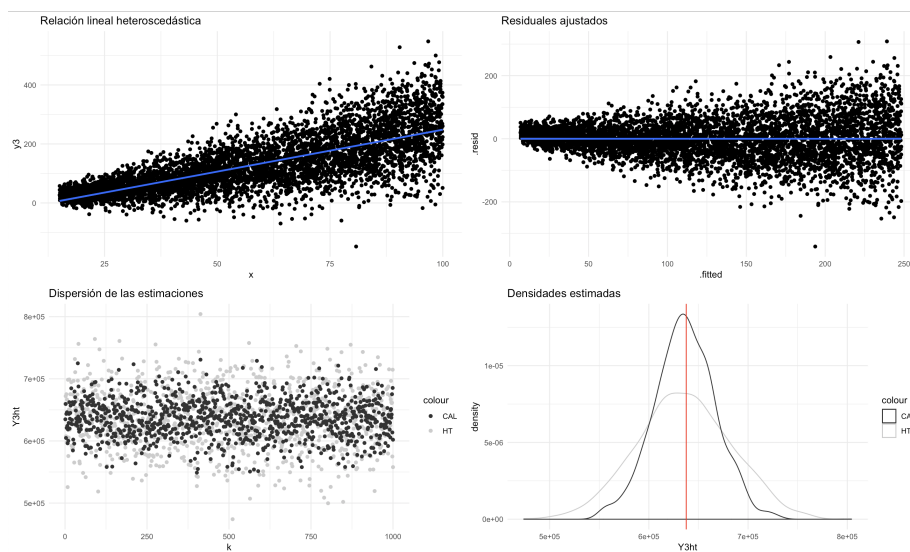 Relación lineal heteroscedástica
y3
400
200
0
25
50
75
100
x
Residuales ajustados
.resid
200
0
-200
0
50
100
150
200
250
.fitted
Dispersión de las estimaciones
Y3ht
8e+05
7e+05
6e+05
5e+05
0
250
500
750
1000
k
colour
CAL
HT
Densidades estimadas
density
1e-05
5e-06
0e+00
5e+05
6e+05
7e+05
8e+05
Y3ht
colour
CA
HT